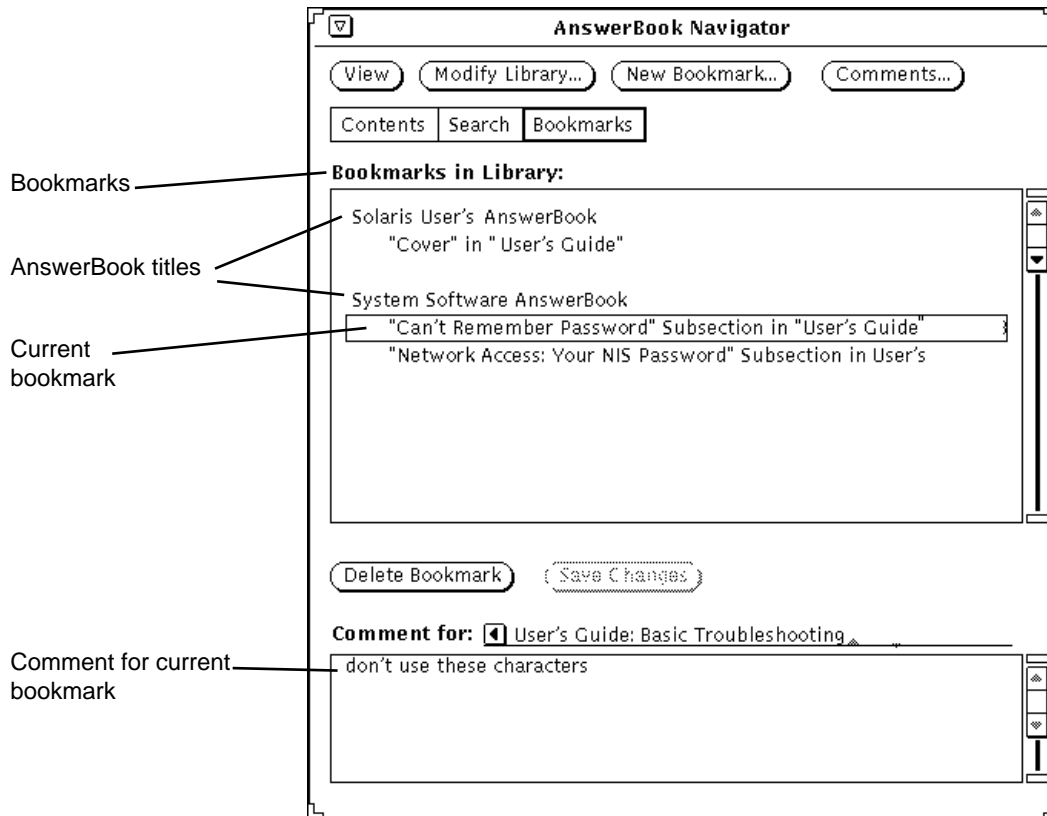 AnswerBook Navigator
View Modify Library... New Bookmark... Comments...
Contents Search Bookmarks
Bookmarks
Bookmarks in Library:
Solaris User's AnswerBook
"Cover" in " User's Guide"
AnswerBook titles
System Software AnswerBook
"Can't Remember Password" Subsection in "User's Guide"
Current
bookmark
"Network Access: Your NIS Password" Subsection in User's
Delete Bookmark Save Changes
Comment for: User's Guide: Basic Troubleshooting
Comment for current
bookmark
don't use these characters